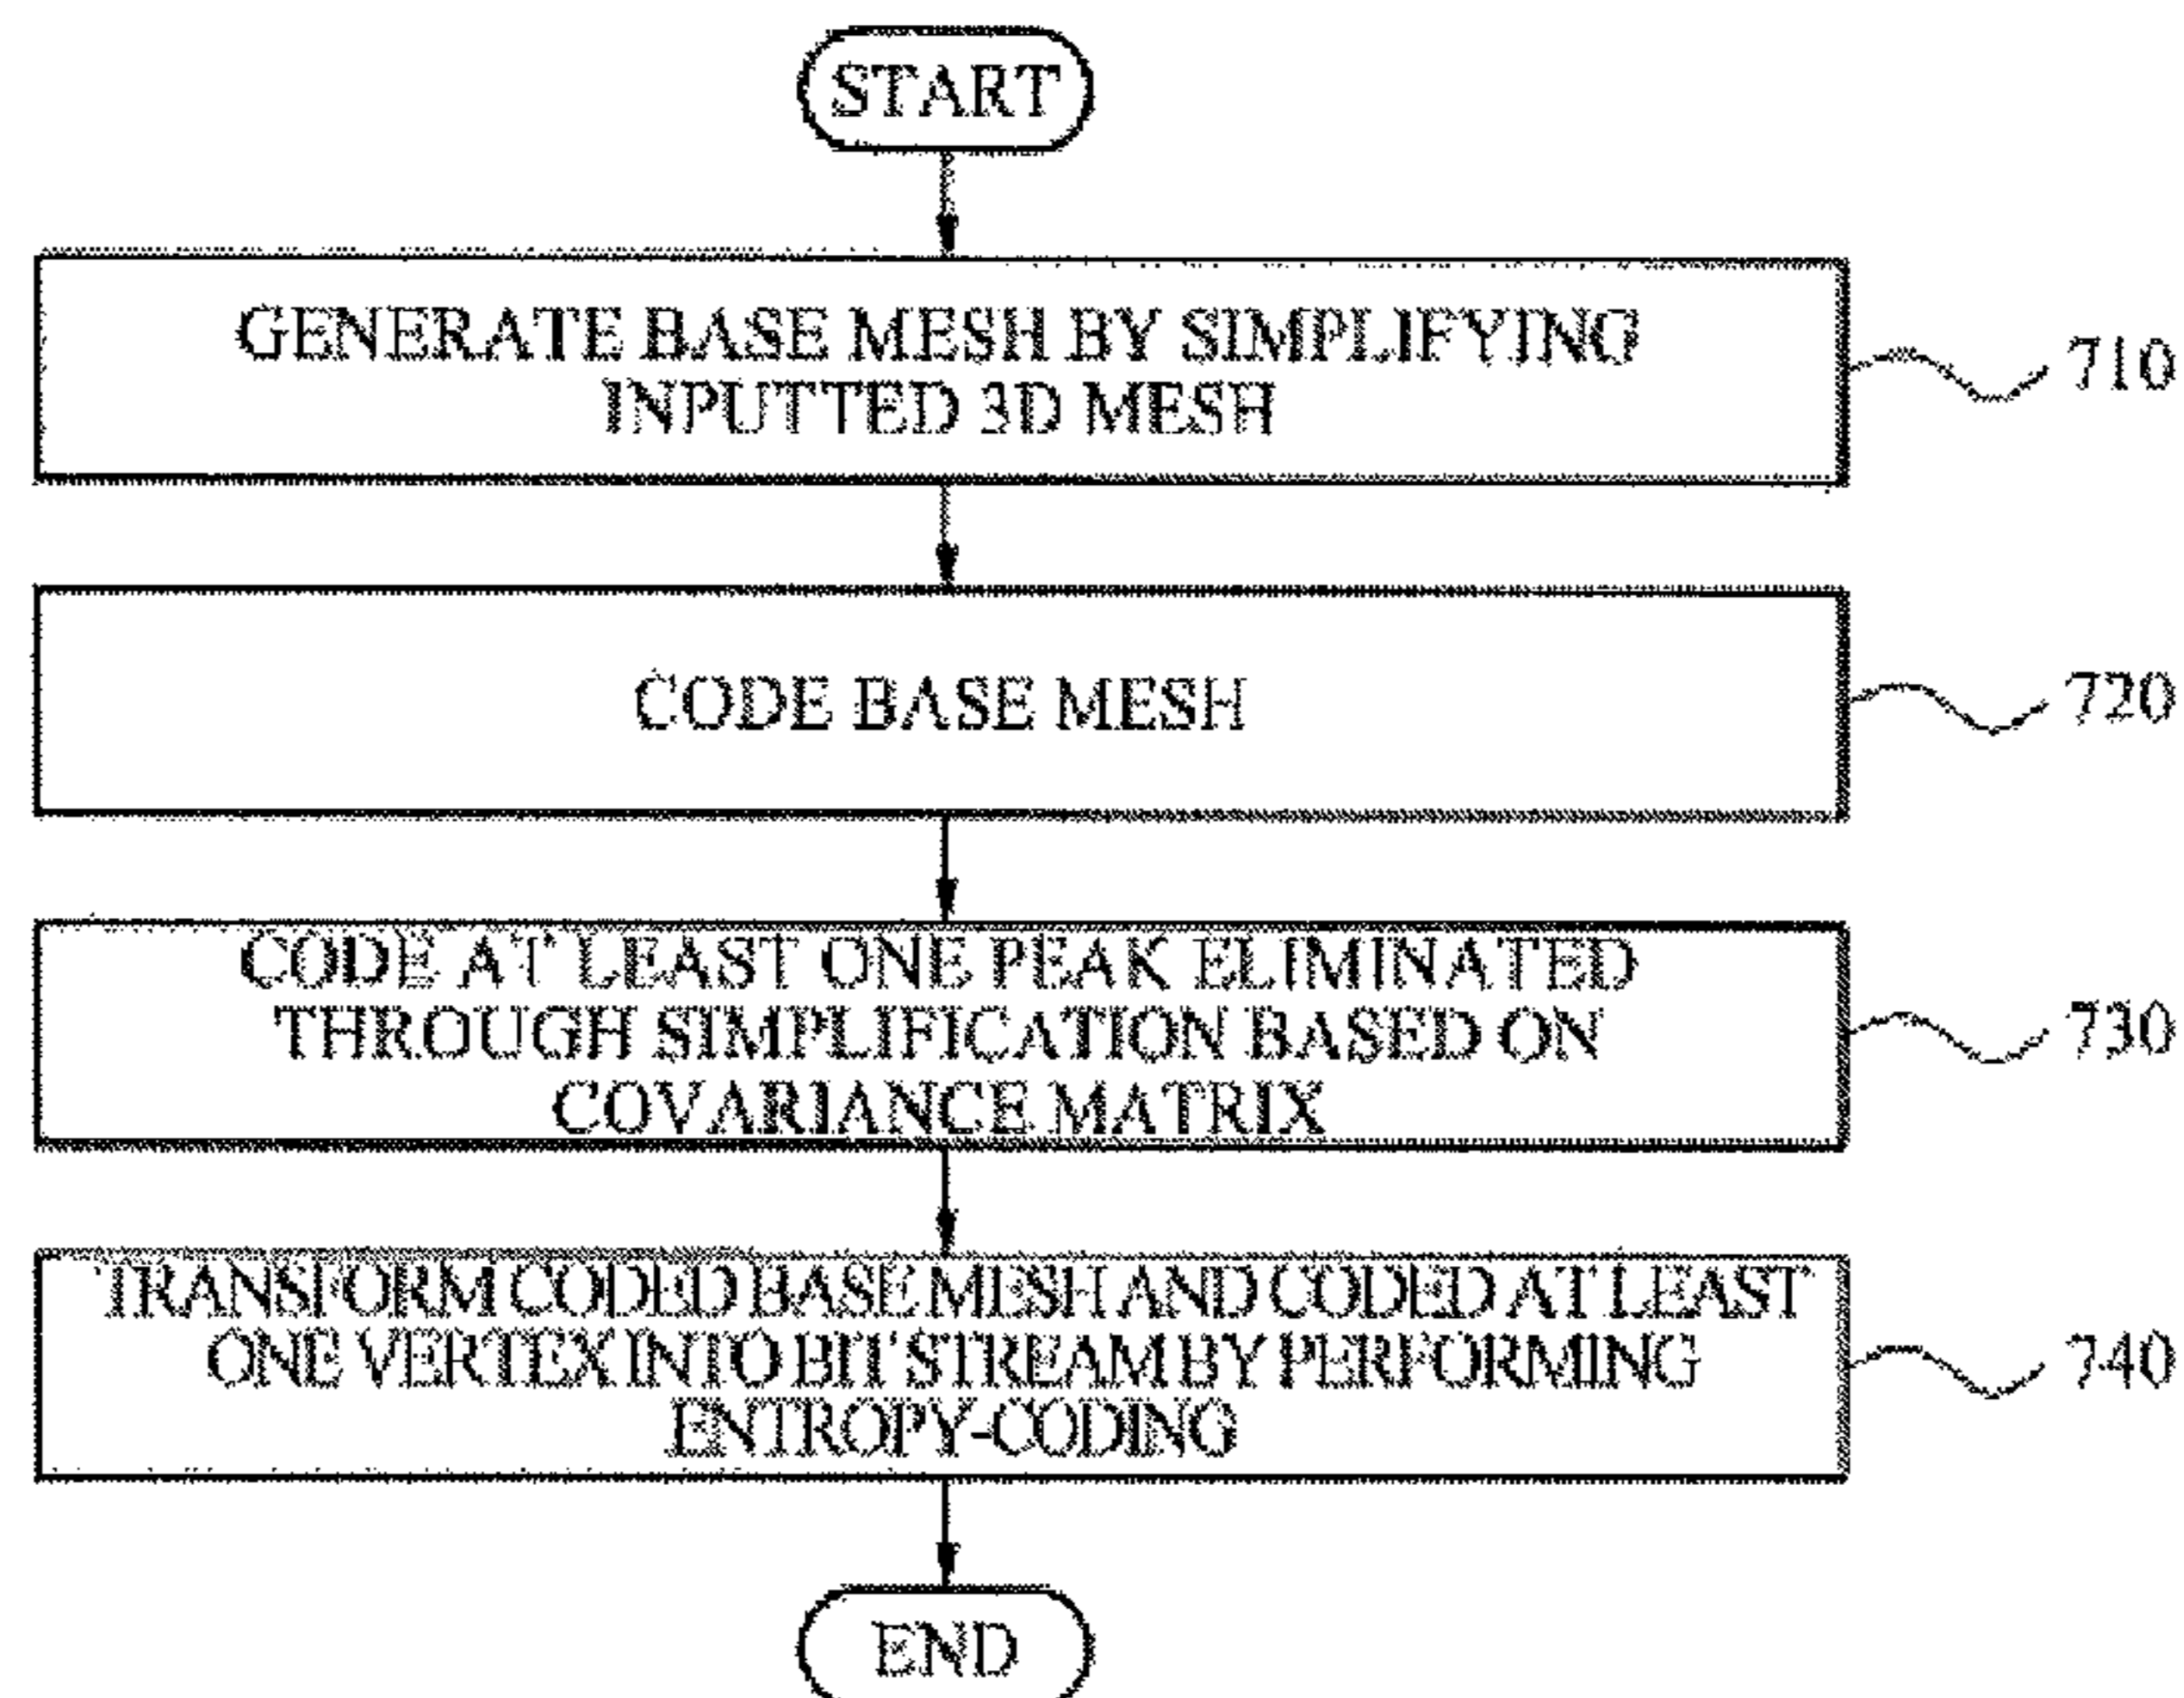 START
GENERATE BASE MESH BY SIMPLIFYING
INPUTTED 3D MESH
710
CODE BASE MESH
720
CODE AT LEAST ONE PEAK ELIMINATED
THROUGH SIMPLIFICATION BASED ON
COVARIANCE MATRIX
730
TRANSFORM CODED BASE MESH AND CODED AT LEAST
ONE VERTEX INTO BIT STREAM BY PERFORMING
ENTROPY-CODING
740
END